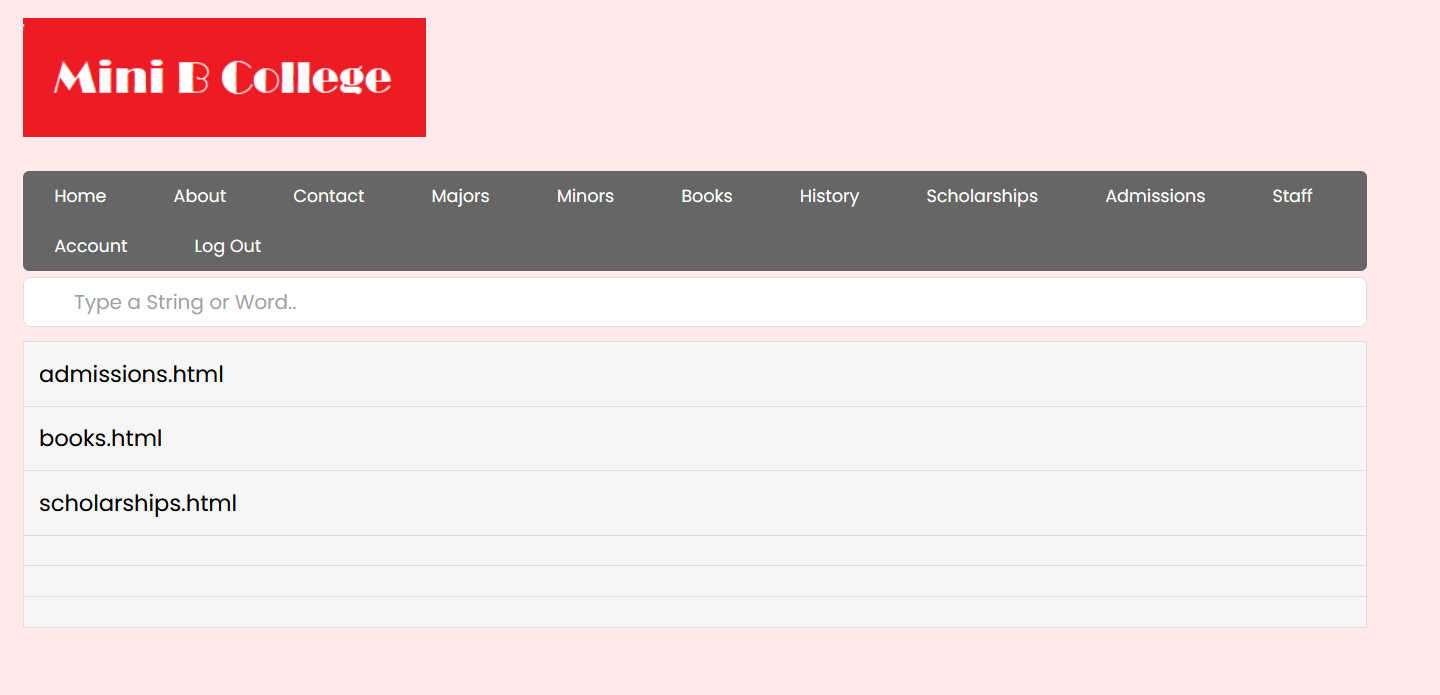 Mini B College
Home About Contact Majors Minors Books History Scholarships Admissions Staff
Account Log Out
Type a String or Word..
admissions.html
books.html
scholarships.html